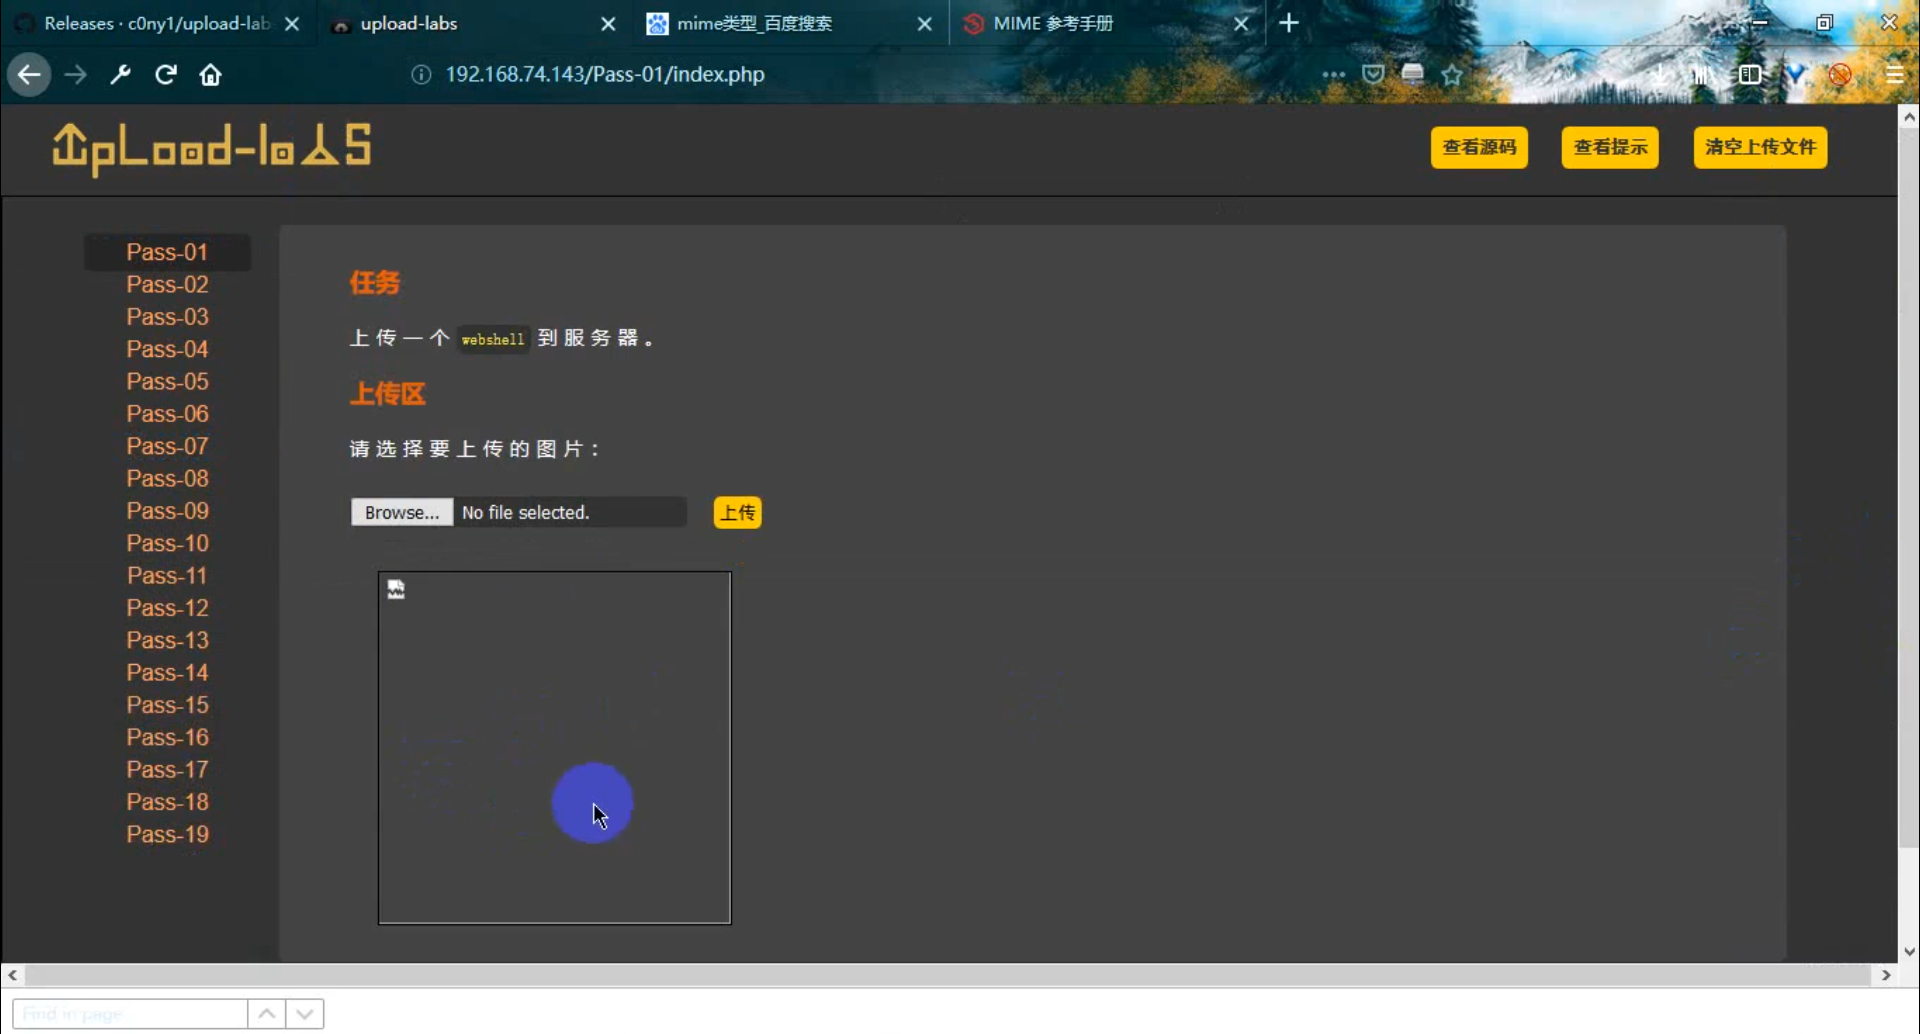 Releases · c0ny1/upload-lab
upload-labs
mime类型_百度搜索
MIME 参考手册
192.168.74.143/Pass-01/index.php
UpLood-labS
查看源码
查看提示
清空上传文件
Pass-01
Pass-02
Pass-03
Pass-04
Pass-05
Pass-06
Pass-07
Pass-08
Pass-09
Pass-10
Pass-11
Pass-12
Pass-13
Pass-14
Pass-15
Pass-16
Pass-17
Pass-18
Pass-19
任务
上传一个 webshell 到服务器。
上传区
请选择要上传的图片：
Browse... No file selected. 上传
Find in page